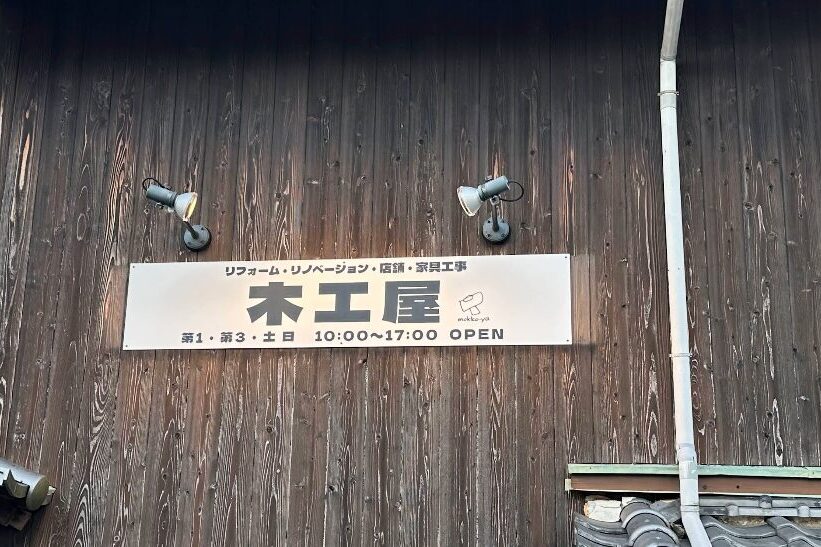 リフォーム・リノベーション・店舗・家具工事
木工屋
mokko-ya
第1・第3・土日 10:00〜17:00 OPEN